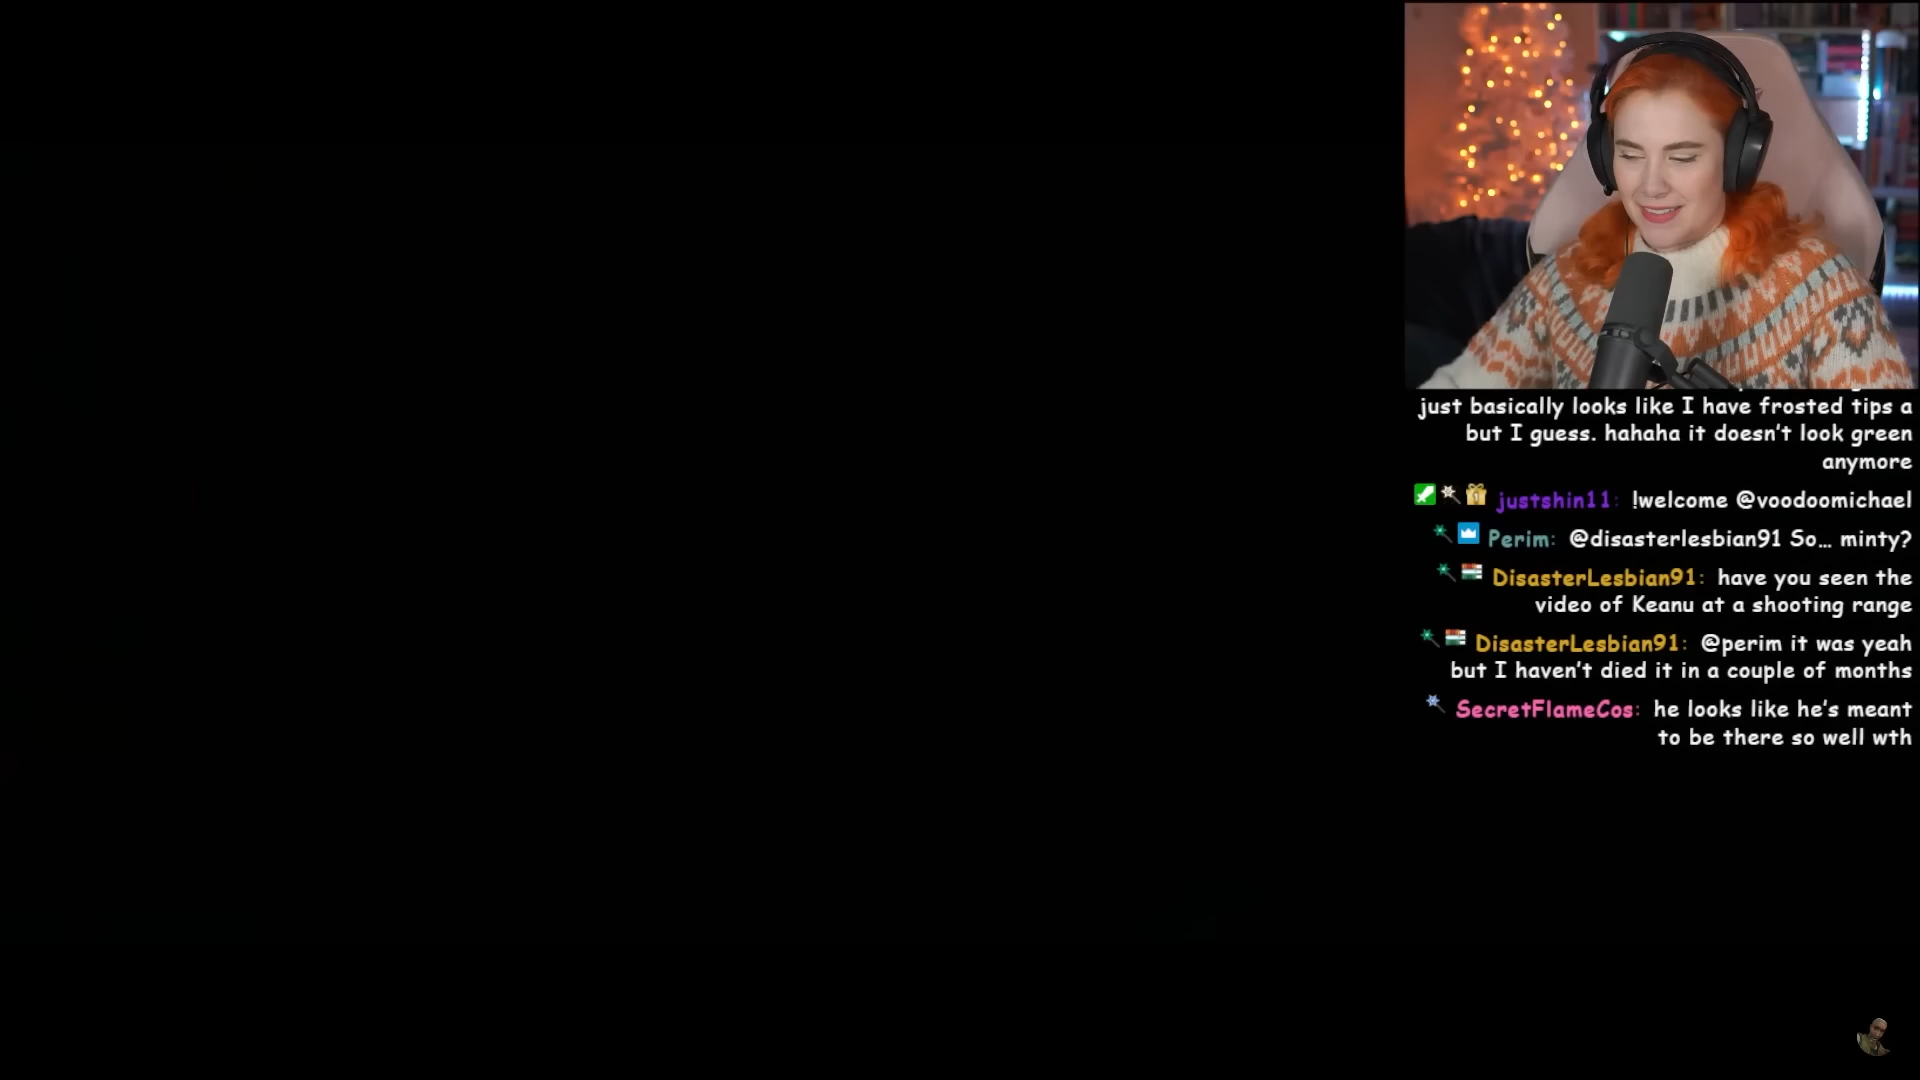 just basically looks like I have frosted tips a
but I guess. hahaha it doesn't look green
anymore
justshin11: !welcome @voodoomichael
Perim: @disasterlesbian91 So… minty?
DisasterLesbian91: have you seen the
video of Keanu at a shooting range
DisasterLesbian91: @perim it was yeah
but I haven't died it in a couple of months
SecretFlameCos: he looks like he's meant
to be there so well wth